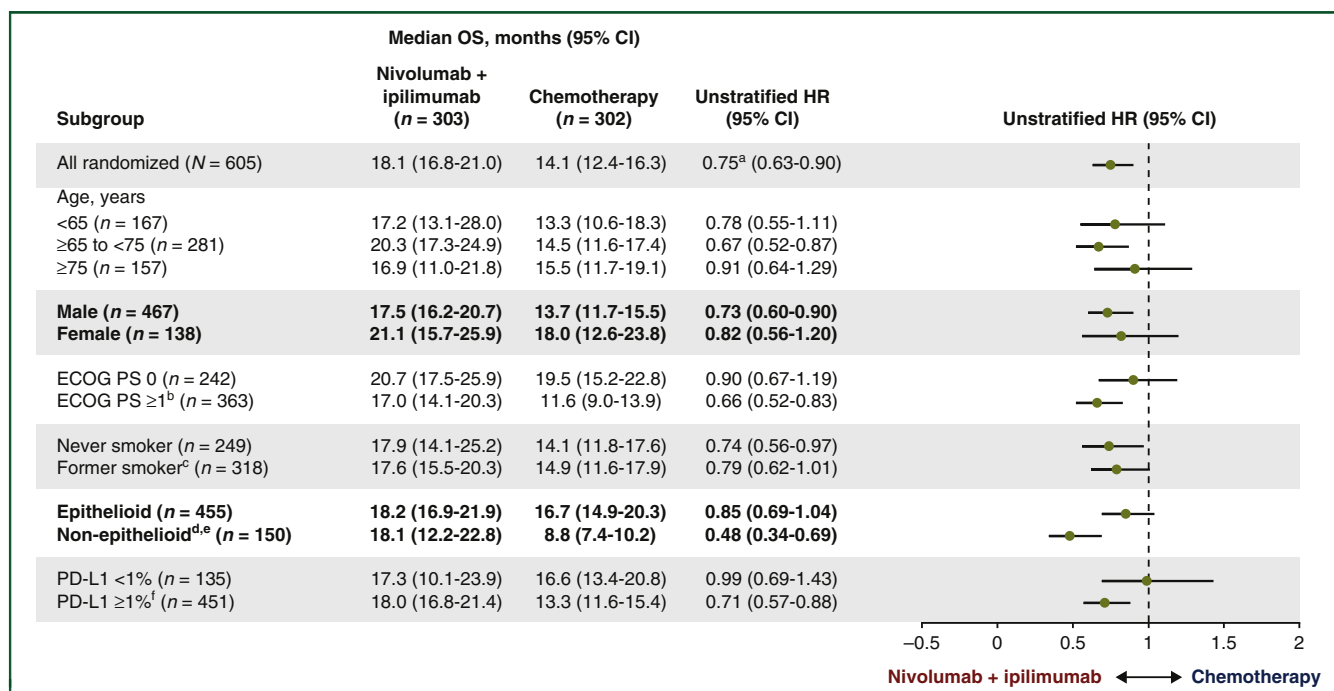 Median OS, months (95% CI)
Subgroup Nivolumab + ipilimumab (n = 303) Chemotherapy (n = 302) Unstratified HR (95% CI) Unstratified HR (95% CI)
All randomized (N = 605) 18.1 (16.8-21.0) 14.1 (12.4-16.3) 0.75a (0.63-0.90)
Age, years
<65 (n = 167) 17.2 (13.1-28.0) 13.3 (10.6-18.3) 0.78 (0.55-1.11)
≥65 to <75 (n = 281) 20.3 (17.3-24.9) 14.5 (11.6-17.4) 0.67 (0.52-0.87)
≥75 (n = 157) 16.9 (11.0-21.8) 15.5 (11.7-19.1) 0.91 (0.64-1.29)
Male (n = 467) 17.5 (16.2-20.7) 13.7 (11.7-15.5) 0.73 (0.60-0.90)
Female (n = 138) 21.1 (15.7-25.9) 18.0 (12.6-23.8) 0.82 (0.56-1.20)
ECOG PS 0 (n = 242) 20.7 (17.5-25.9) 19.5 (15.2-22.8) 0.90 (0.67-1.19)
ECOG PS ≥1b (n = 363) 17.0 (14.1-20.3) 11.6 (9.0-13.9) 0.66 (0.52-0.83)
Never smoker (n = 249) 17.9 (14.1-25.2) 14.1 (11.8-17.6) 0.74 (0.56-0.97)
Former smokerc (n = 318) 17.6 (15.5-20.3) 14.9 (11.6-17.9) 0.79 (0.62-1.01)
Epithelioid (n = 455) 18.2 (16.9-21.9) 16.7 (14.9-20.3) 0.85 (0.69-1.04)
Non-epithelioidd,e (n = 150) 18.1 (12.2-22.8) 8.8 (7.4-10.2) 0.48 (0.34-0.69)
PD-L1 <1% (n = 135) 17.3 (10.1-23.9) 16.6 (13.4-20.8) 0.99 (0.69-1.43)
PD-L1 ≥1%f (n = 451) 18.0 (16.8-21.4) 13.3 (11.6-15.4) 0.71 (0.57-0.88)
−0.5 0 0.5 1 1.5 2
Nivolumab + ipilimumab Chemotherapy